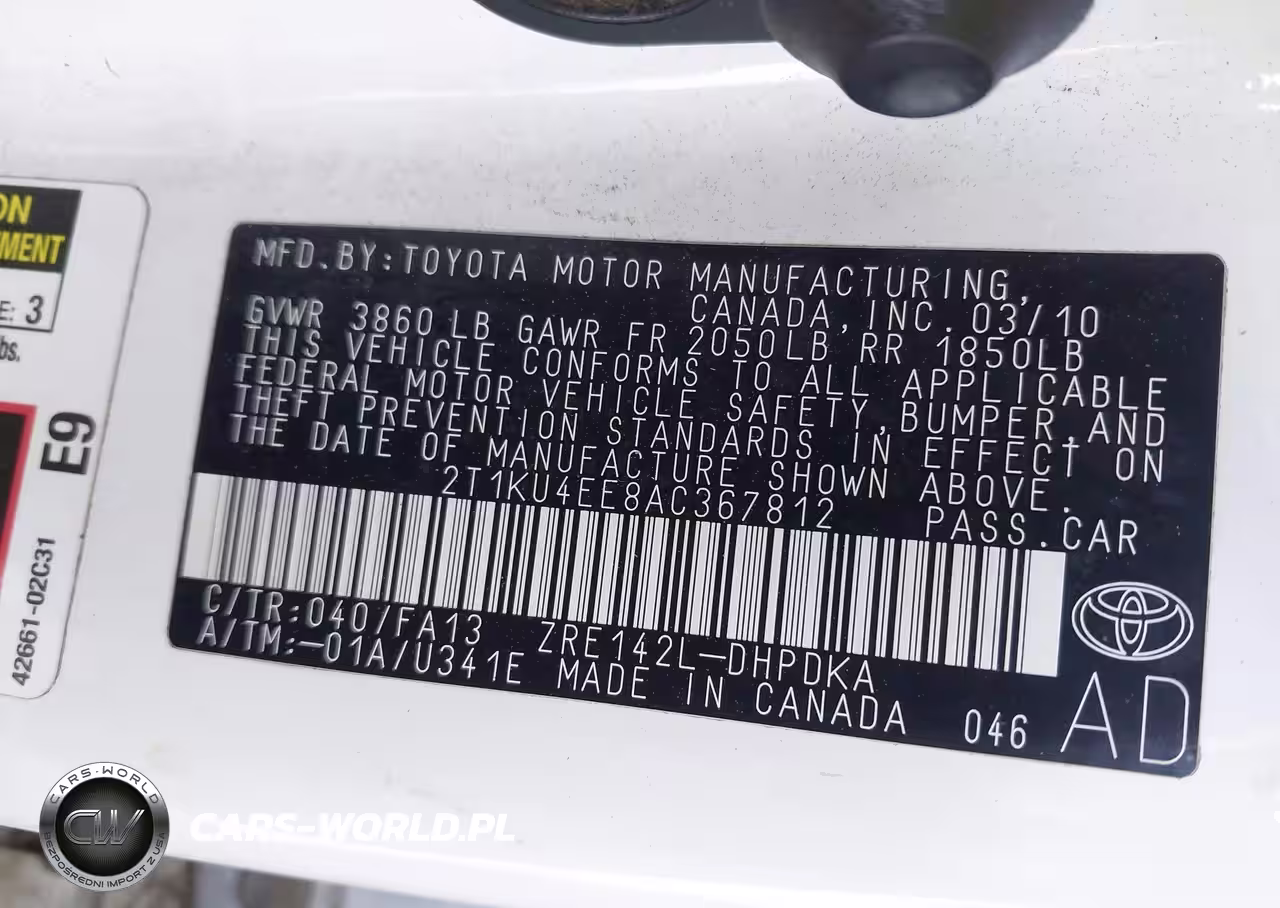 MFD.BY:TOYOTA MOTOR MANUFACTURING,
CANADA,INC.03/10
GVWR 3860LB GAWR FR 2050LB RR 1850LB
THIS VEHICLE CONFORMS TO ALL APPLICABLE
FEDERAL MOTOR VEHICLE SAFETY,BUMPER,AND
THEFT PREVENTION STANDARDS IN EFFECT ON
THE DATE OF MANUFACTURE SHOWN ABOVE.
2T1KU4EE8AC367812 PASS.CAR
C/TR:040/FA13 ZRE142L-DHPDKA
A/TM:-01A/U341E MADE IN CANADA 046 AD
ON
MENT
E: 3
bs.
E9
42661-02C31
CARS-WORLD
CW
BEZPOŚREDNI IMPORT Z USA
CARS-WORLD.PL